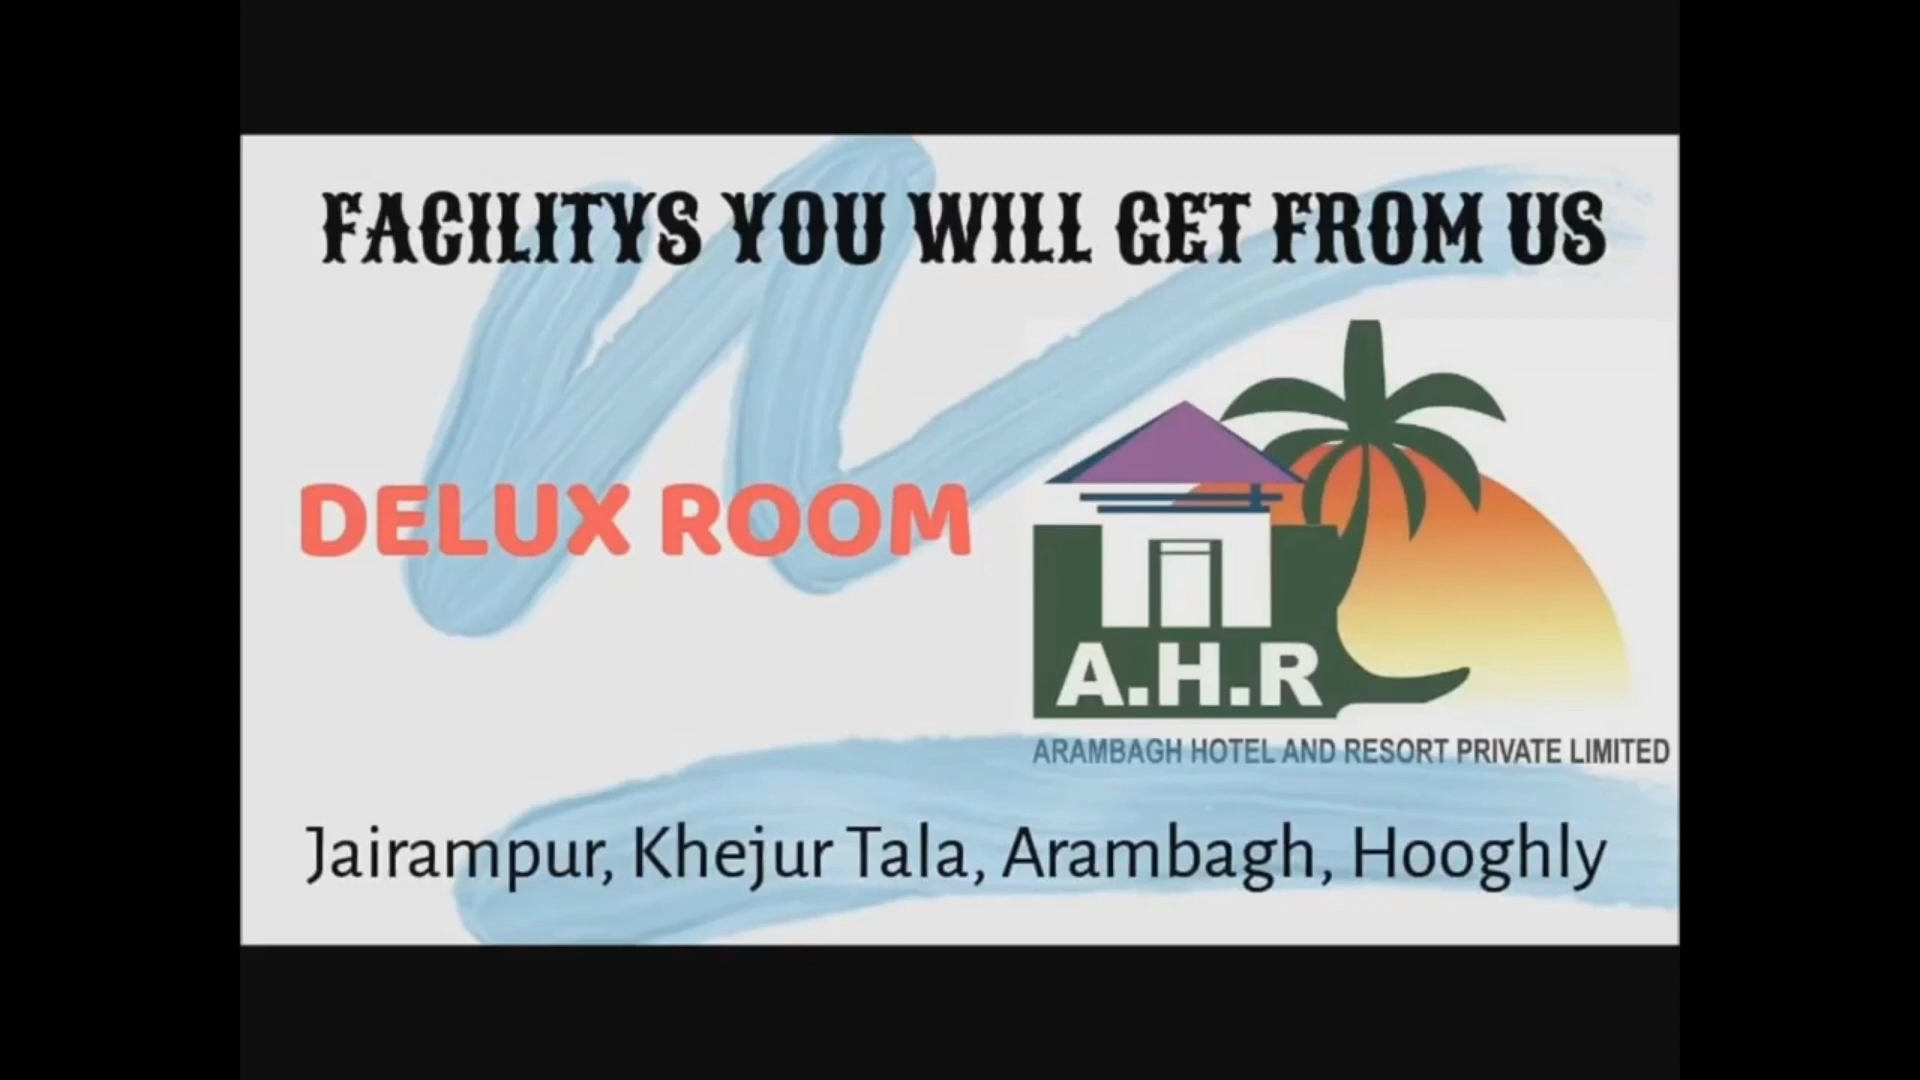 FACILITYS YOU WILL GET FROM US
DELUX ROOM
A.H.R
ARAMBAGH HOTEL AND RESORT PRIVATE LIMITED
Jairampur, Khejur Tala, Arambagh, Hooghly